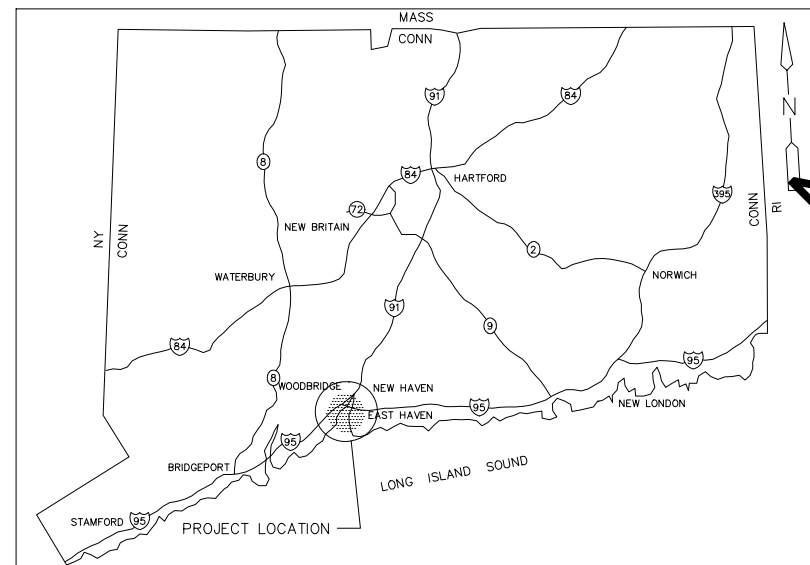 MASS
CONN
N
91
84
8
84
HARTFORD
72
395
CONN
RI
NEW BRITAIN
NY
CONN
2
WATERBURY
NORWICH
91
9
84
95
8
WOODBRIDGE
NEW HAVEN
95
NEW LONDON
EAST HAVEN
95
BRIDGEPORT
LONG ISLAND SOUND
STAMFORD
95
PROJECT LOCATION